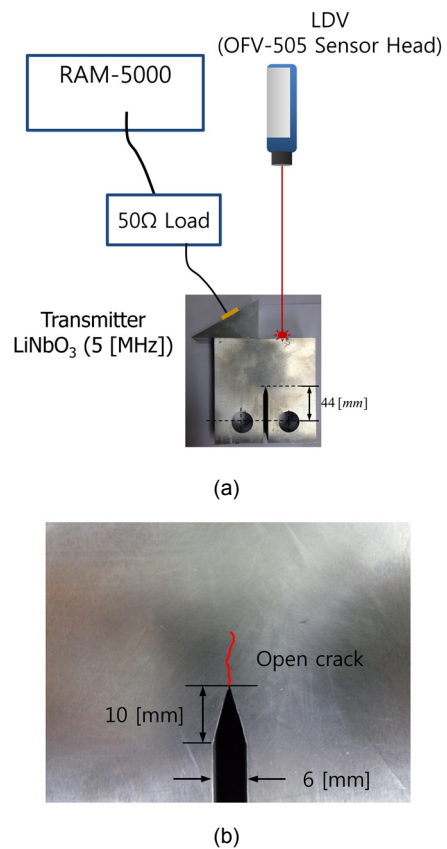 LDV
(OFV-505 Sensor Head)
RAM-5000
50Ω Load
Transmitter
LiNbO₃ (5 [MHz])
44 [mm]
(a)
Open crack
10 [mm]
6 [mm]
(b)